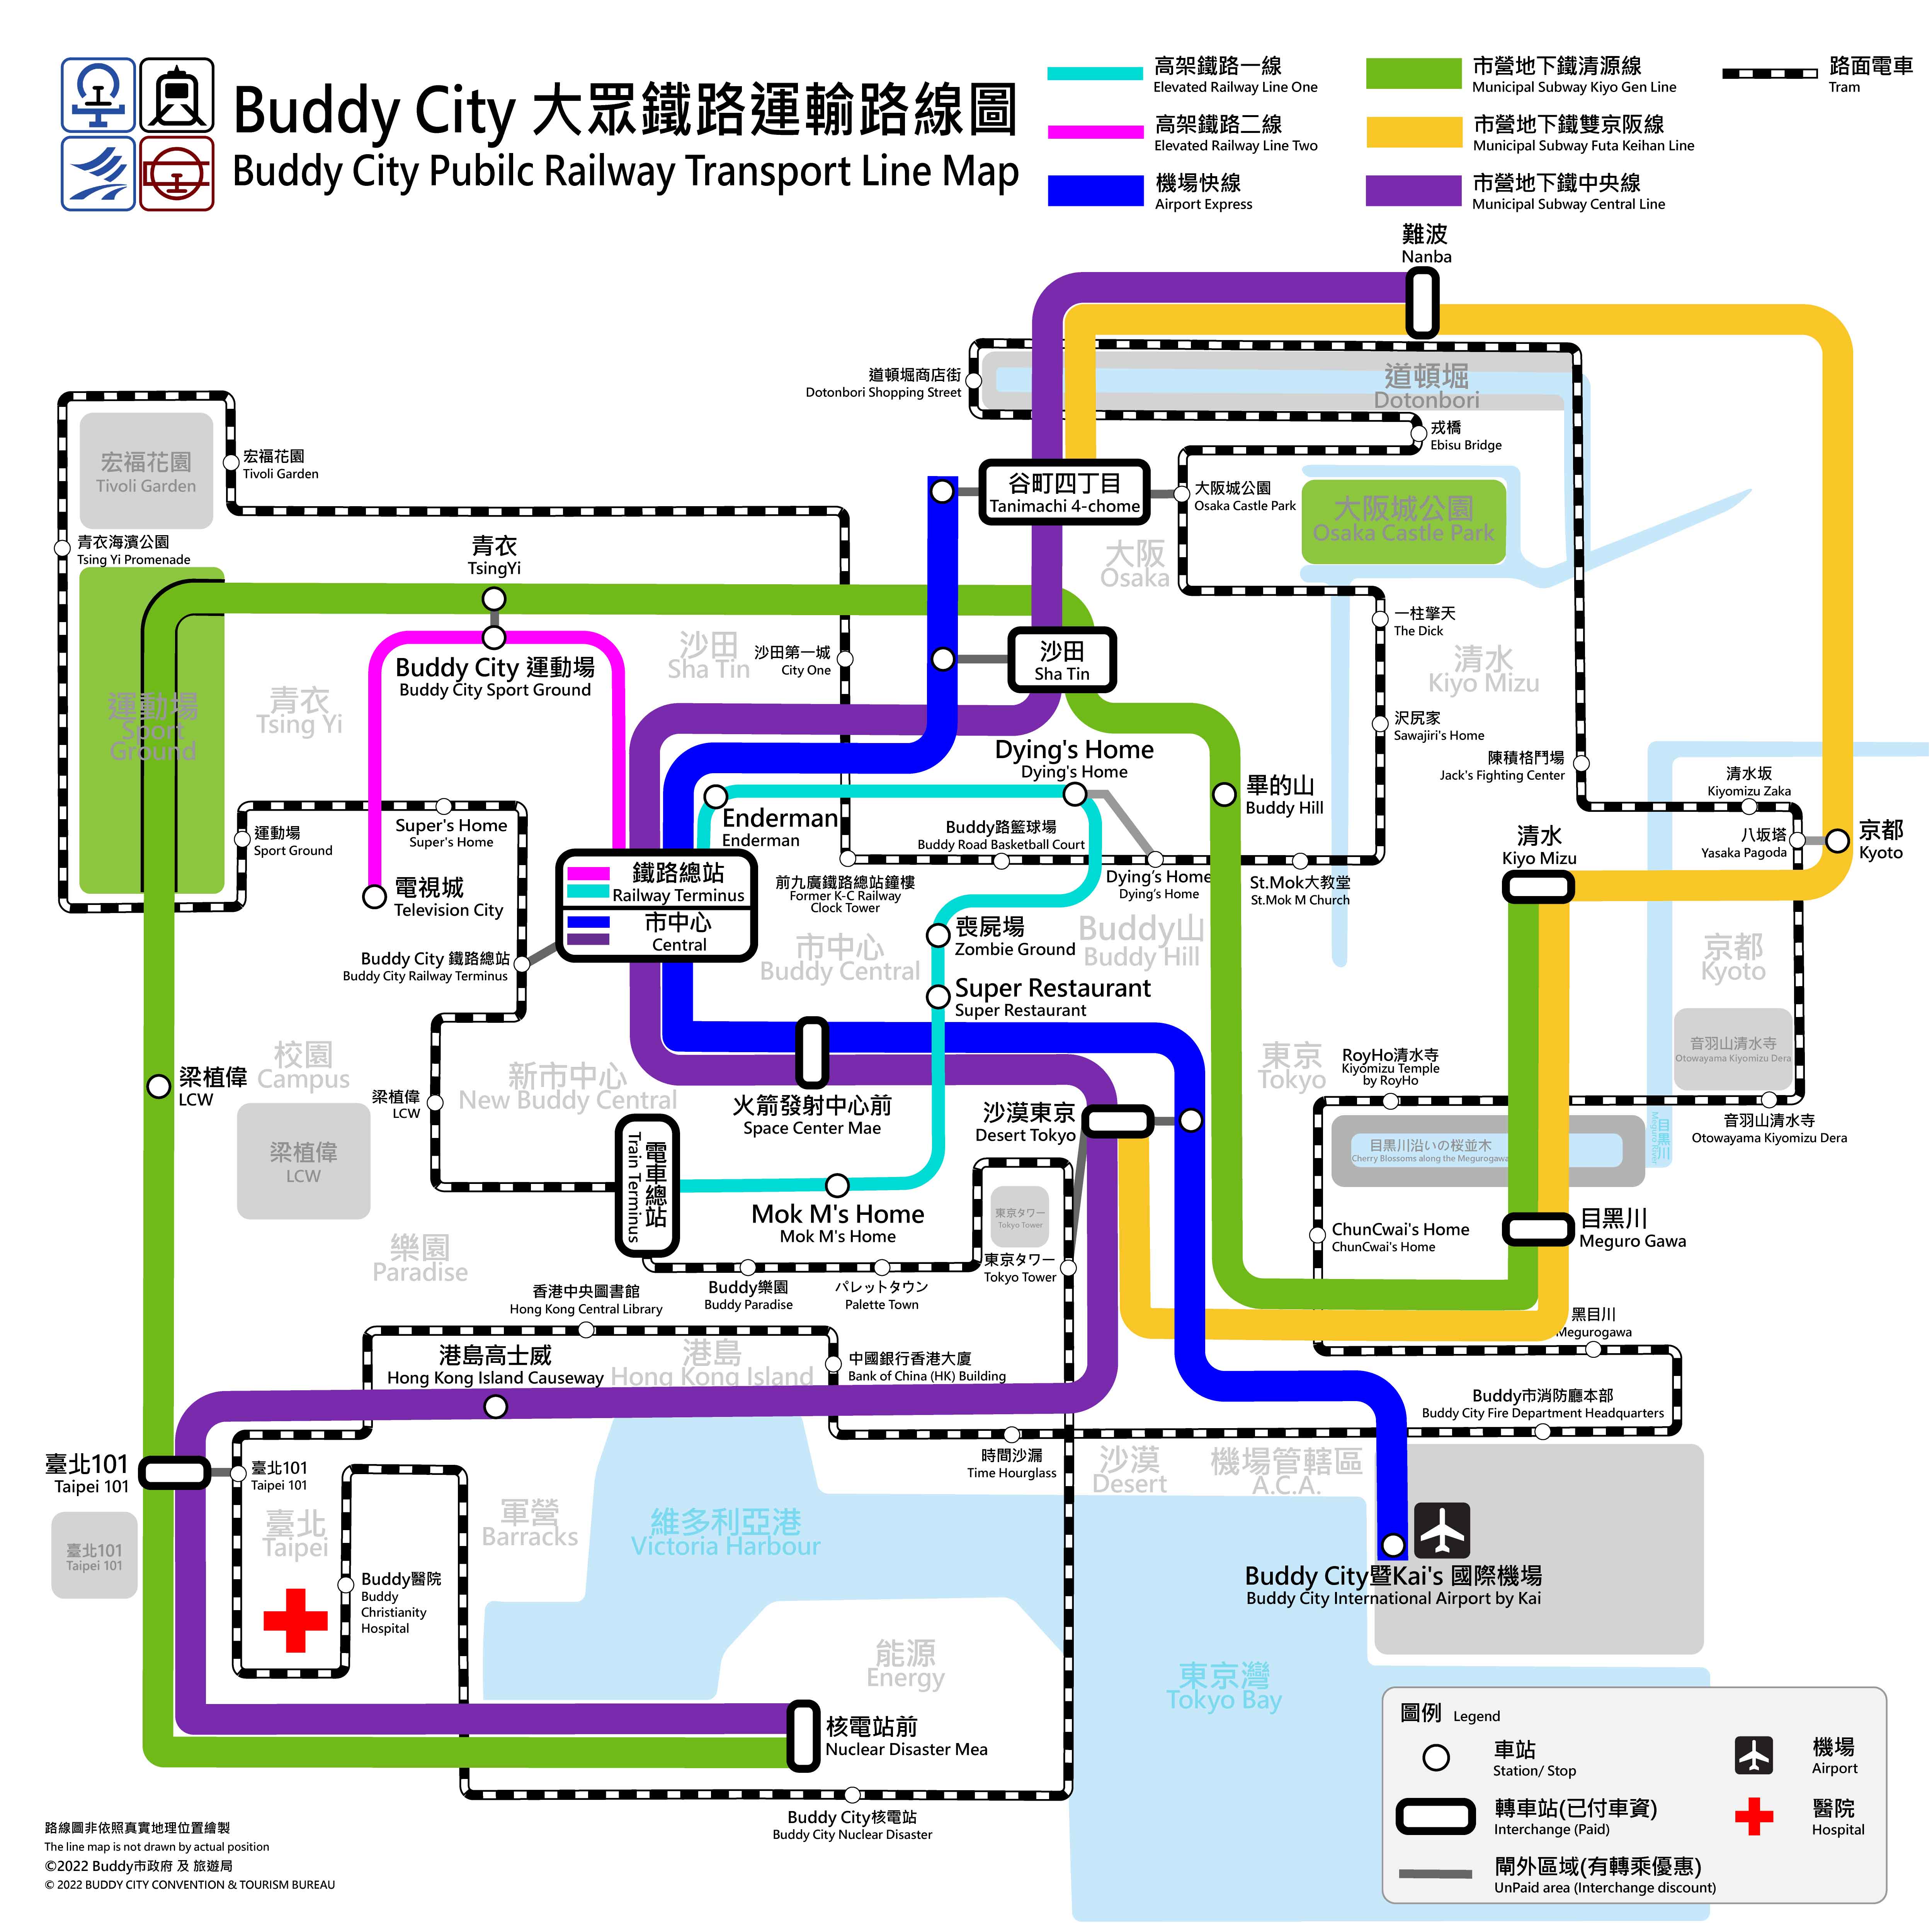 Buddy City 大眾鐵路運輸路線圖
Buddy City Pubilc Railway Transport Line Map
高架鐵路一線
Elevated Railway Line One
高架鐵路二線
Elevated Railway Line Two
機場快線
Airport Express
市營地下鐵清源線
Municipal Subway Kiyo Gen Line
市營地下鐵雙京阪線
Municipal Subway Futa Keihan Line
市營地下鐵中央線
Municipal Subway Central Line
路面電車
Tram
難波
Nanba
道頓堀商店街
Dotonbori Shopping Street
道頓堀
Dotonbori
戎橋
Ebisu Bridge
宏福花園
Tivoli Garden
宏福花園
Tivoli Garden
谷町四丁目
Tanimachi 4-chome
大阪城公園
Osaka Castle Park
大阪城公園
Osaka Castle Park
青衣海濱公園
Tsing Yi Promenade
青衣
TsingYi
大阪
Osaka
一柱擎天
The Dick
沙田
Sha Tin
沙田第一城
City One
沙田
Sha Tin
清水
Kiyo Mizu
Buddy City 運動場
Buddy City Sport Ground
青衣
Tsing Yi
運動場
Sport
Ground
沢尻家
Sawajiri's Home
陳積格鬥場
Jack's Fighting Center
清水坂
Kiyomizu Zaka
Dying's Home
Dying's Home
畢的山
Buddy Hill
Enderman
Enderman
Super's Home
Super's Home
運動場
Sport Ground
Buddy路籃球場
Buddy Road Basketball Court
清水
Kiyo Mizu
八坂塔
Yasaka Pagoda
京都
Kyoto
鐵路總站
Railway Terminus
市中心
Central
電視城
Television City
前九廣鐵路總站鐘樓
Former K-C Railway
Clock Tower
Dying's Home
Dying's Home
St.Mok大教堂
St.Mok M Church
喪屍場
Zombie Ground
Buddy山
Buddy Hill
市中心
Buddy Central
京都
Kyoto
Buddy City 鐵路總站
Buddy City Railway Terminus
Super Restaurant
Super Restaurant
校園
Campus
梁植偉
LCW
梁植偉
LCW
新市中心
New Buddy Central
火箭發射中心前
Space Center Mae
沙漠東京
Desert Tokyo
東京
Tokyo
RoyHo清水寺
Kiyomizu Temple
by RoyHo
音羽山清水寺
Otowayama Kiyomizu Dera
音羽山清水寺
Otowayama Kiyomizu Dera
目黒川
Meguro River
目黒川沿いの桜並木
Cherry Blossoms along the Megurogawa
梁植偉
LCW
電車總站
Train Terminus
Mok M's Home
Mok M's Home
東京タワー
Tokyo Tower
東京タワー
Tokyo Tower
ChunCwai's Home
ChunCwai's Home
目黑川
Meguro Gawa
樂園
Paradise
Buddy樂園
Buddy Paradise
パレットタウン
Palette Town
香港中央圖書館
Hong Kong Central Library
黑目川
Megurogawa
港島高士威
Hong Kong Island Causeway
港島
Hong Kong Island
中國銀行香港大廈
Bank of China (HK) Building
Buddy市消防廳本部
Buddy City Fire Department Headquarters
時間沙漏
Time Hourglass
沙漠
Desert
機場管轄區
A.C.A.
臺北101
Taipei 101
臺北101
Taipei 101
臺北101
Taipei 101
臺北
Taipei
軍營
Barracks
維多利亞港
Victoria Harbour
Buddy醫院
Buddy
Christianity
Hospital
Buddy City暨Kai's 國際機場
Buddy City International Airport by Kai
能源
Energy
東京灣
Tokyo Bay
核電站前
Nuclear Disaster Mea
Buddy City核電站
Buddy City Nuclear Disaster
圖例 Legend
車站
Station/ Stop
轉車站(已付車資)
Interchange (Paid)
閘外區域(有轉乘優惠)
UnPaid area (Interchange discount)
機場
Airport
醫院
Hospital
路線圖非依照真實地理位置繪製
The line map is not drawn by actual position
©2022 Buddy市政府 及 旅遊局
© 2022 BUDDY CITY CONVENTION & TOURISM BUREAU